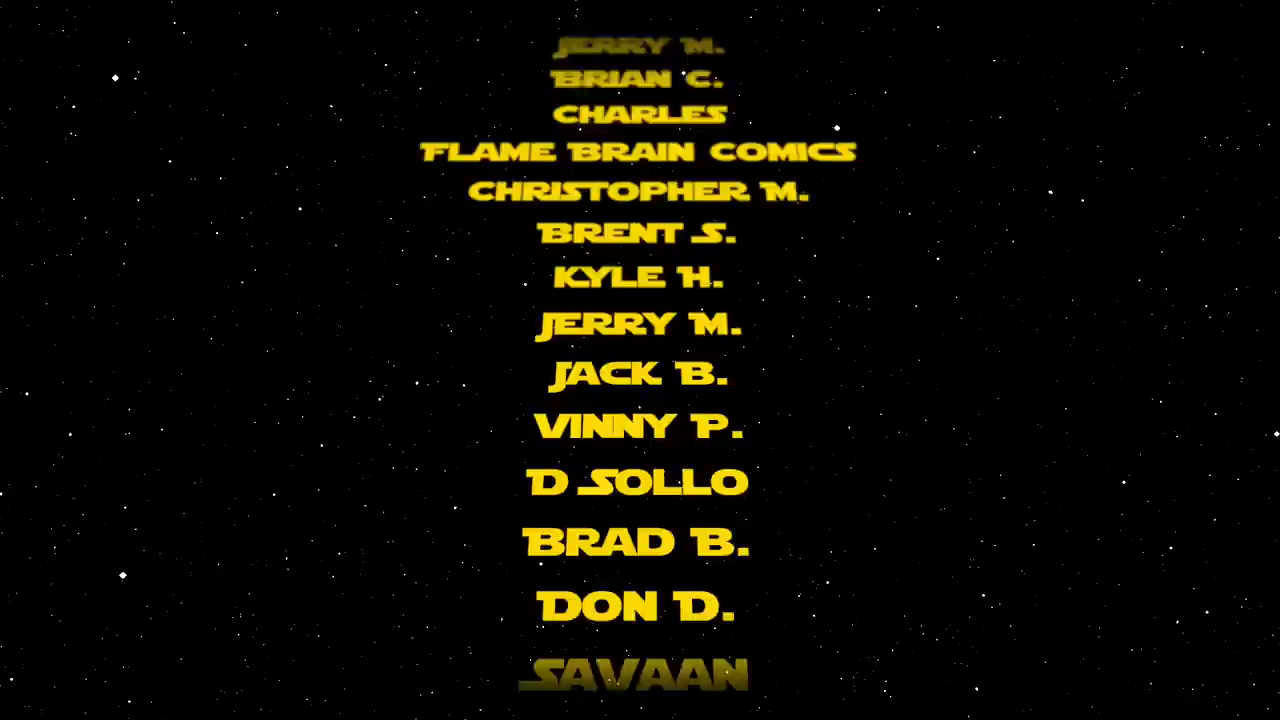 Jerry M.
Brian C.
Charles
Flame Brain Comics
Christopher M.
Brent S.
Kyle H.
Jerry M.
Jack B.
Vinny P.
D Sollo
Brad B.
Don D.
Savaan